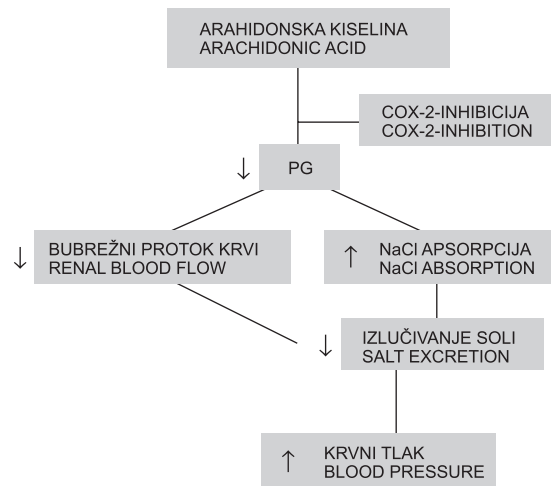 ARAHIDONSKA KISELINA
ARACHIDONIC ACID
COX-2-INHIBICIJA
COX-2-INHIBITION
↓ PG
↓ BUBREŽNI PROTOK KRVI
RENAL BLOOD FLOW
↑ NaCl APSORPCIJA
NaCl ABSORPTION
↓ IZLUČIVANJE SOLI
SALT EXCRETION
↑ KRVNI TLAK
BLOOD PRESSURE